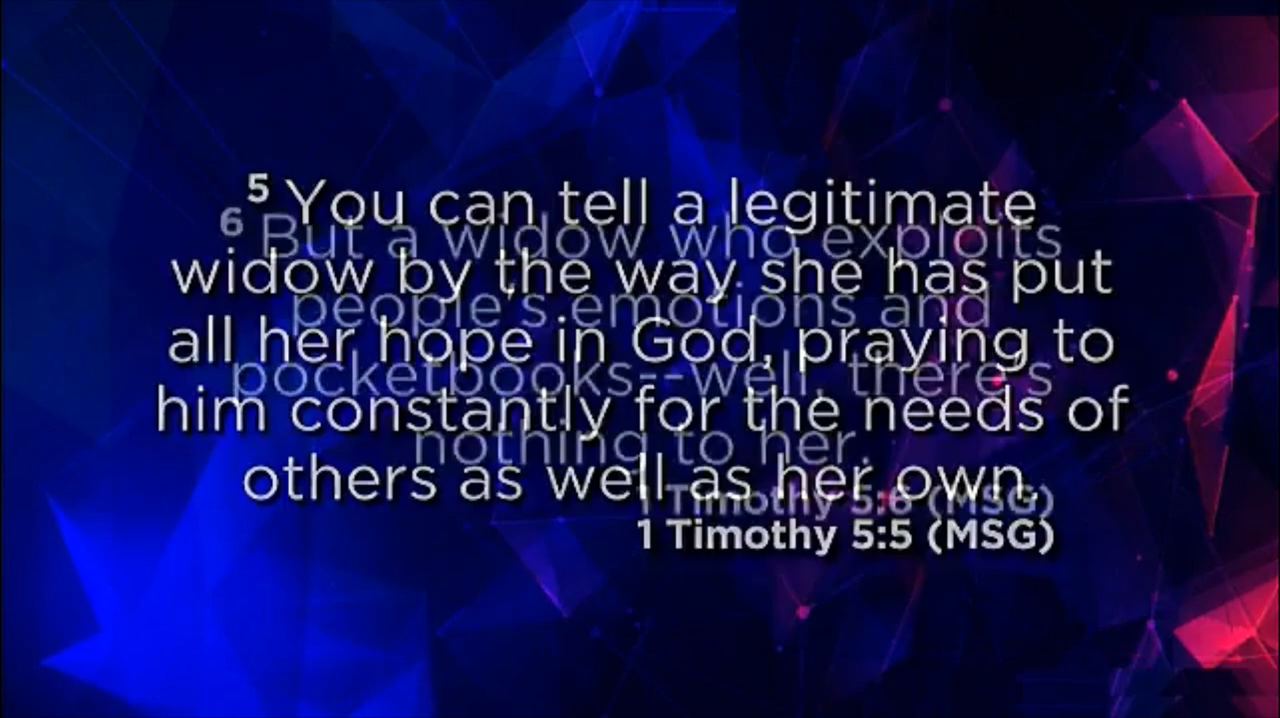 5 You can tell a legitimate
widow by the way she has put
all her hope in God, praying to
him constantly for the needs of
others as well as her own.
1 Timothy 5:5 (MSG)
6 But a widow who exploits
people's emotions and
pocketbooks--well, there's
nothing to her.
1 Timothy 5:6 (MSG)